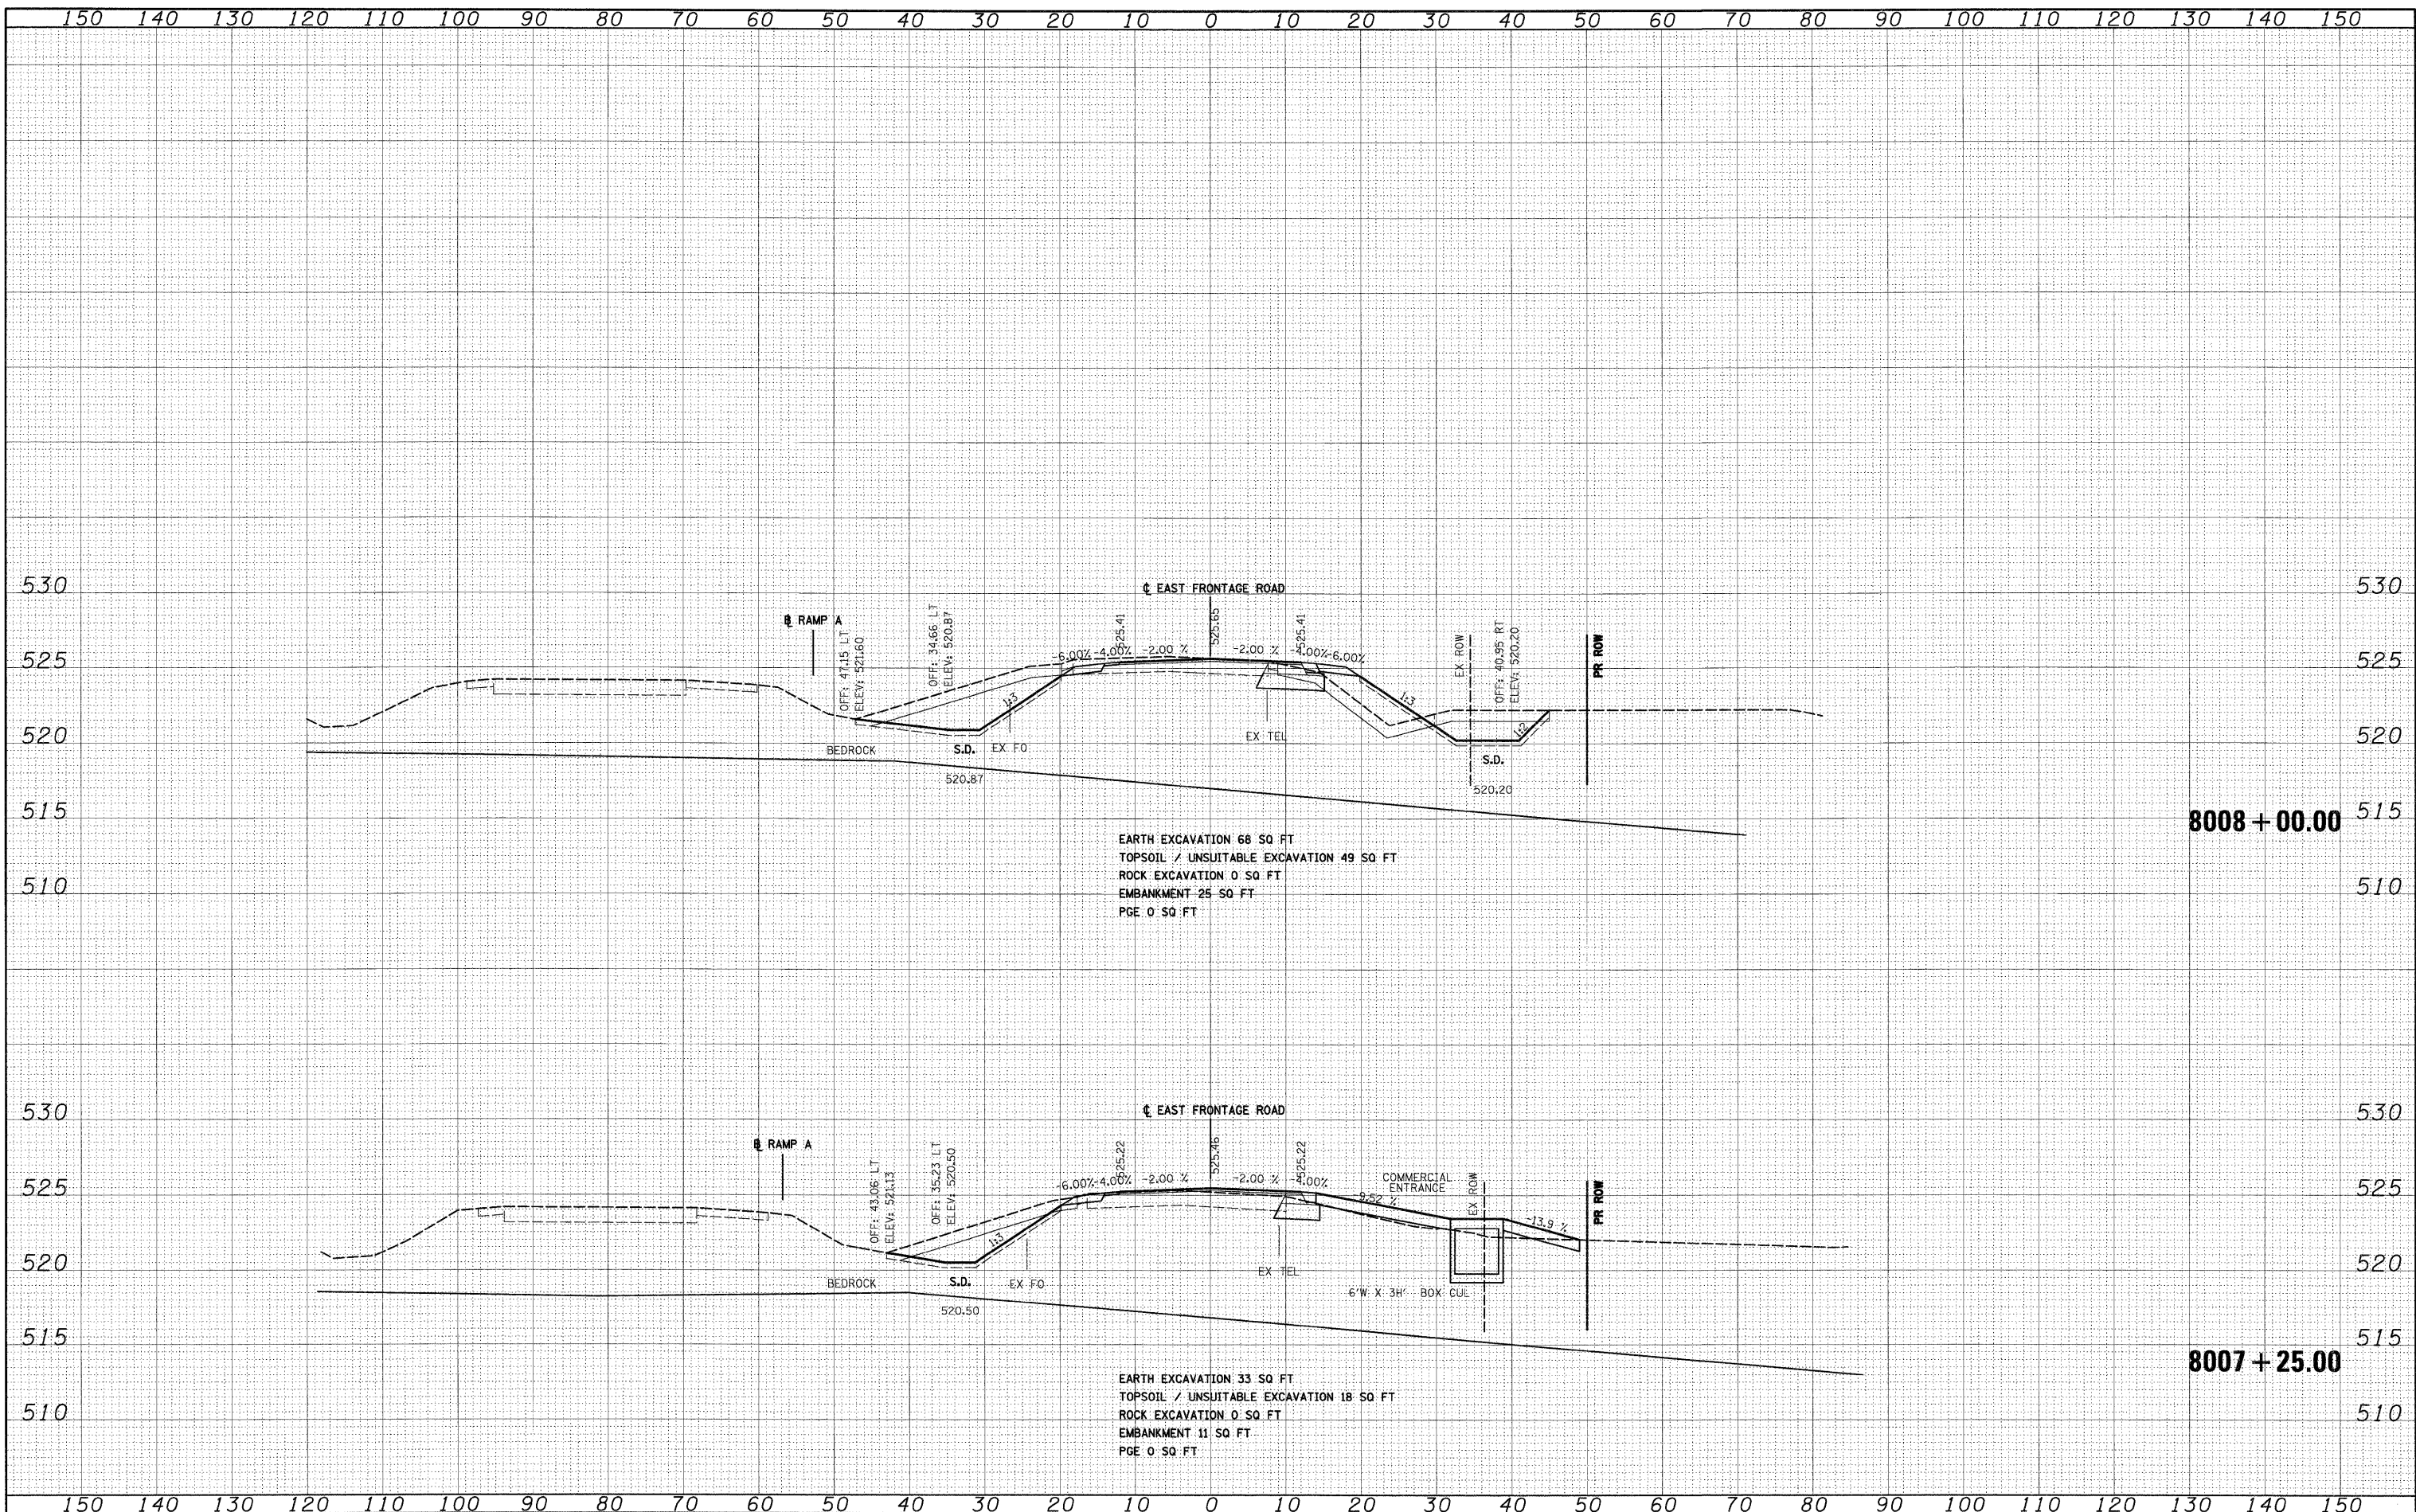 150 140 130 120 110 100 90 80 70 60 50 40 30 20 10 0 10 20 30 40 50 60 70 80 90 100 110 120 130 140 150
530 530
℄ EAST FRONTAGE ROAD
B̲L RAMP A
OFF: 47.15 LT
ELEV: 521.60
OFF: 34.66 LT
ELEV: 520.87
525.41
525.65
525.41
EX ROW
OFF: 40.95 RT
ELEV: 520.20
PR ROW
525 525
-6.00% -4.00% -2.00 % -2.00 % -4.00% -6.00%
1:3
1:3
1:2
520 520
BEDROCK
S.D.
EX FO
EX TEL
S.D.
520.87
520.20
515 515
8008 + 00.00
EARTH EXCAVATION 68 SQ FT
TOPSOIL / UNSUITABLE EXCAVATION 49 SQ FT
ROCK EXCAVATION 0 SQ FT
EMBANKMENT 25 SQ FT
PGE 0 SQ FT
510 510
530 530
℄ EAST FRONTAGE ROAD
B̲L RAMP A
OFF: 43.06 LT
ELEV: 521.13
OFF: 35.23 LT
ELEV: 520.50
525.22
525.46
525.22
COMMERCIAL
ENTRANCE
EX ROW
PR ROW
525 525
-6.00% -4.00% -2.00 % -2.00 % -4.00%
-9.52 %
-13.9 %
1:3
520 520
BEDROCK
S.D.
EX FO
EX TEL
6'W X 3H' BOX CUL
520.50
515 515
8007 + 25.00
EARTH EXCAVATION 33 SQ FT
TOPSOIL / UNSUITABLE EXCAVATION 18 SQ FT
ROCK EXCAVATION 0 SQ FT
EMBANKMENT 11 SQ FT
PGE 0 SQ FT
510 510
150 140 130 120 110 100 90 80 70 60 50 40 30 20 10 0 10 20 30 40 50 60 70 80 90 100 110 120 130 140 150